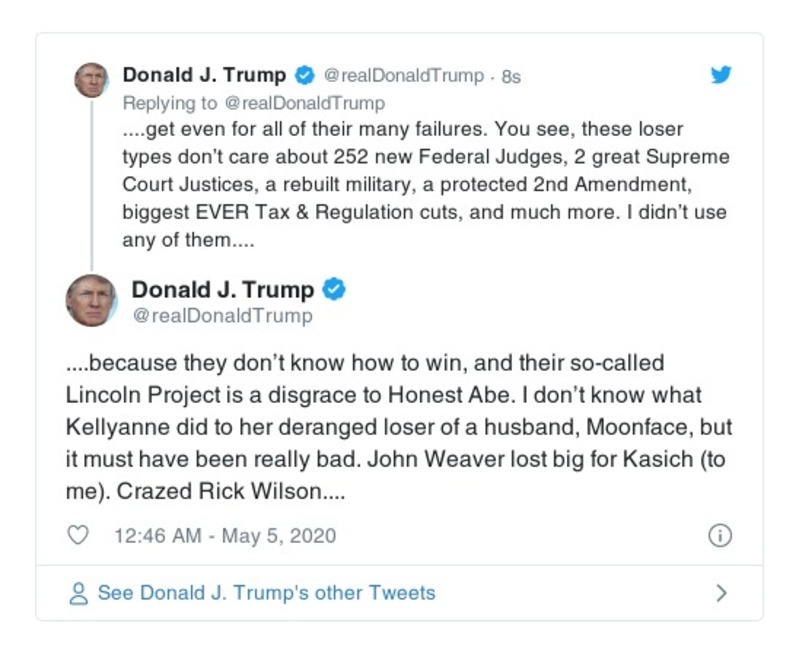 Donald J. Trump @realDonaldTrump · 8s
Replying to @realDonaldTrump
....get even for all of their many failures. You see, these loser
types don’t care about 252 new Federal Judges, 2 great Supreme
Court Justices, a rebuilt military, a protected 2nd Amendment,
biggest EVER Tax & Regulation cuts, and much more. I didn’t use
any of them....
Donald J. Trump
@realDonaldTrump
....because they don’t know how to win, and their so-called
Lincoln Project is a disgrace to Honest Abe. I don’t know what
Kellyanne did to her deranged loser of a husband, Moonface, but
it must have been really bad. John Weaver lost big for Kasich (to
me). Crazed Rick Wilson....
12:46 AM - May 5, 2020
See Donald J. Trump's other Tweets